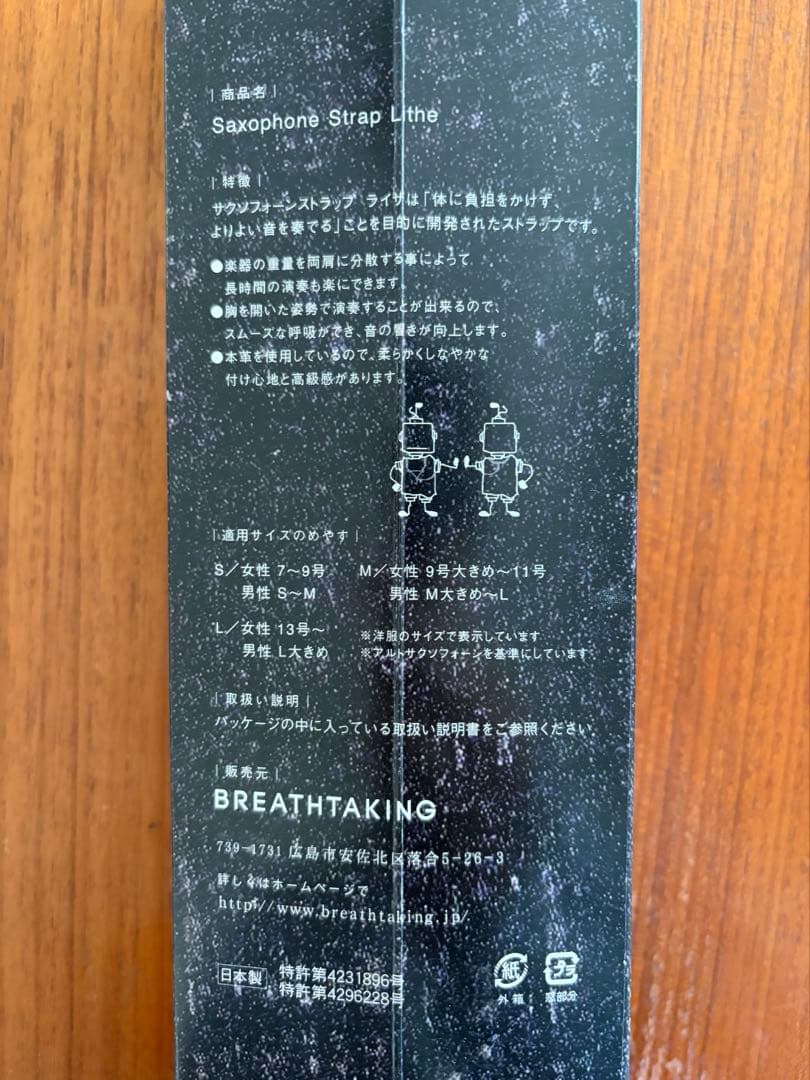 | 商品名 |
Saxophone Strap Lithe
| 特徴 |
サクソフォーンストラップ ライザは「体に負担をかけず、
よりよい音を奏でる」ことを目的に開発されたストラップです。
●楽器の重量を両肩に分散する事によって
長時間の演奏も楽にできます。
●胸を開いた姿勢で演奏することが出来るので、
スムーズな呼吸ができ、音の響きが向上します。
●本革を使用しているので、柔らかくしなやかな
付け心地と高級感があります。
| 適用サイズのめやす |
S／女性 7〜9号 M／女性 9号大きめ〜11号
男性 S〜M 男性 M大きめ〜L
L／女性 13号〜 ※洋服のサイズで表示しています
男性 L大きめ ※アルトサクソフォーンを基準にしています
| 取扱い説明 |
パッケージの中に入っている取扱い説明書をご参照ください。
| 販売元 |
BREATHTAKING
739-1731 広島市安佐北区落合5-26-3
詳しくはホームページで
http://www.breathtaking.jp/
日本製 特許第4231896号
特許第4296228号
紙 プラ
外箱 窓部分